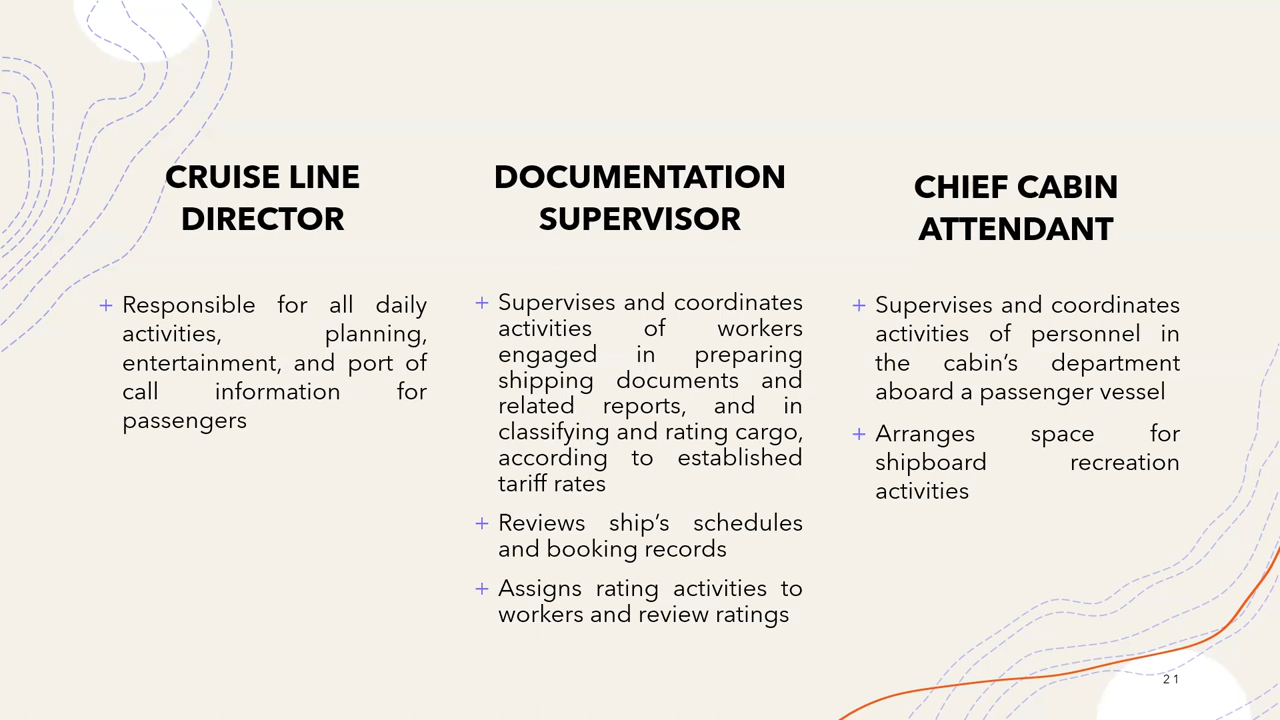 CRUISE LINE
DIRECTOR
+ Responsible for all daily
activities, planning,
entertainment, and port of
call information for
passengers
DOCUMENTATION
SUPERVISOR
+ Supervises and coordinates
activities of workers
engaged in preparing
shipping documents and
related reports, and in
classifying and rating cargo,
according to established
tariff rates
+ Reviews ship’s schedules
and booking records
+ Assigns rating activities to
workers and review ratings
CHIEF CABIN
ATTENDANT
+ Supervises and coordinates
activities of personnel in
the cabin’s department
aboard a passenger vessel
+ Arranges space for
shipboard recreation
activities
21